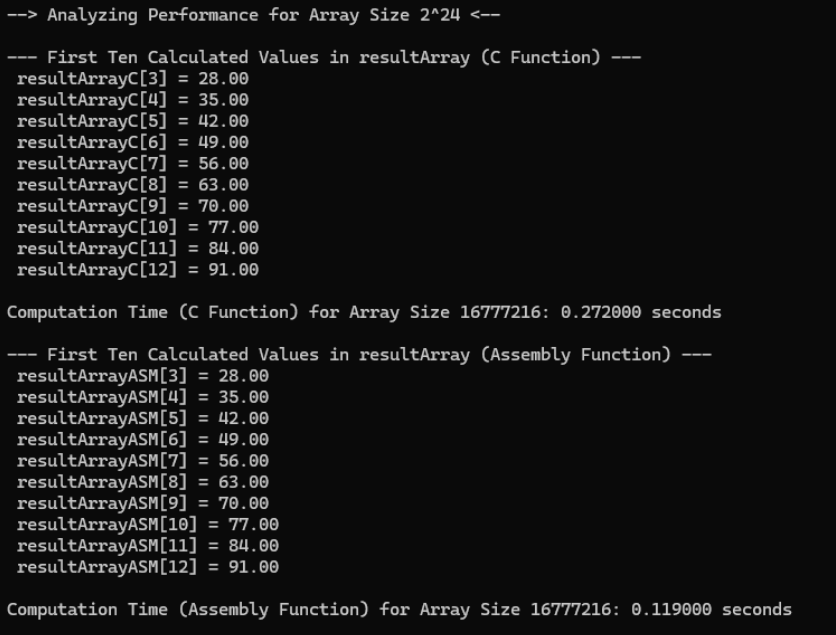 --> Analyzing Performance for Array Size 2^24 <--
--- First Ten Calculated Values in resultArray (C Function) ---
resultArrayC[3] = 28.00
resultArrayC[4] = 35.00
resultArrayC[5] = 42.00
resultArrayC[6] = 49.00
resultArrayC[7] = 56.00
resultArrayC[8] = 63.00
resultArrayC[9] = 70.00
resultArrayC[10] = 77.00
resultArrayC[11] = 84.00
resultArrayC[12] = 91.00
Computation Time (C Function) for Array Size 16777216: 0.272000 seconds
--- First Ten Calculated Values in resultArray (Assembly Function) ---
resultArrayASM[3] = 28.00
resultArrayASM[4] = 35.00
resultArrayASM[5] = 42.00
resultArrayASM[6] = 49.00
resultArrayASM[7] = 56.00
resultArrayASM[8] = 63.00
resultArrayASM[9] = 70.00
resultArrayASM[10] = 77.00
resultArrayASM[11] = 84.00
resultArrayASM[12] = 91.00
Computation Time (Assembly Function) for Array Size 16777216: 0.119000 seconds